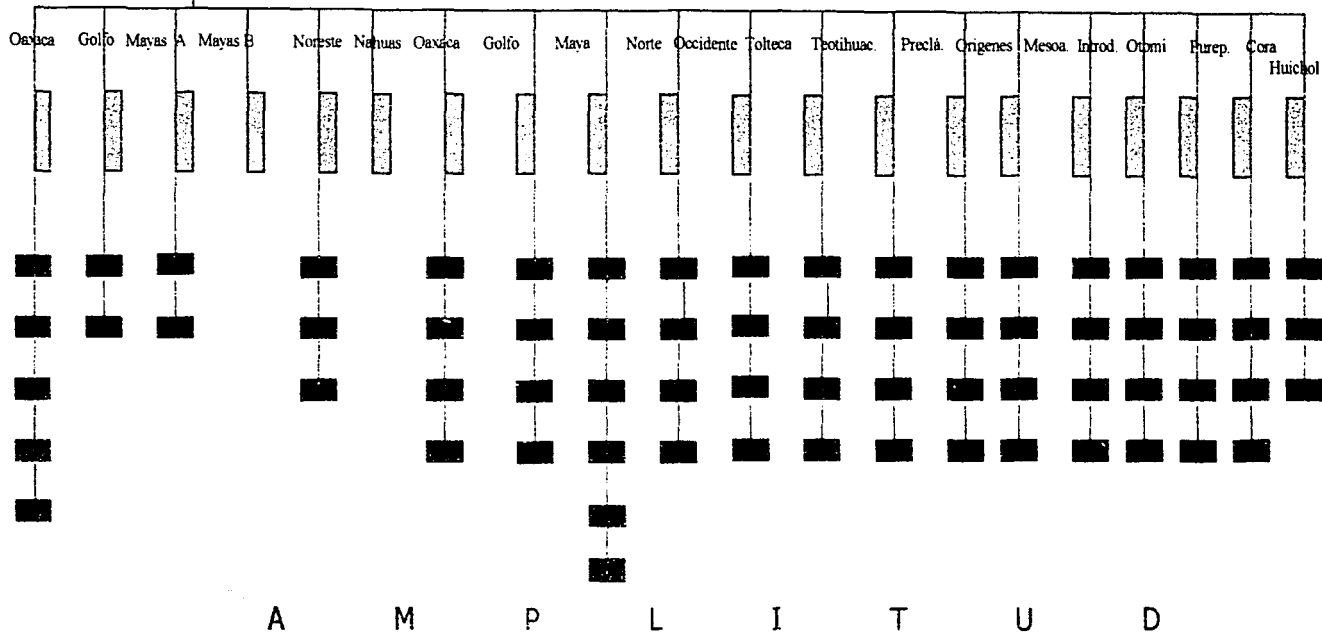 Oaxaca Golfo Mayas A Mayas B Noreste Nahuas Oaxaca Golfo Maya Norte Occidente Tolteca Teotihuac. Preclá. Origenes Mesoa. Introd. Otomi Purep. Cora
Huichol
A M P L I T U D